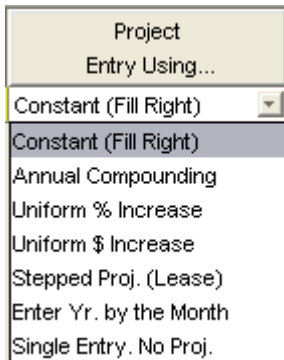 Project
Entry Using...
Constant (Fill Right)
Constant (Fill Right)
Annual Compounding
Uniform % Increase
Uniform $ Increase
Stepped Proj. (Lease)
Enter Yr. by the Month
Single Entry. No Proj.